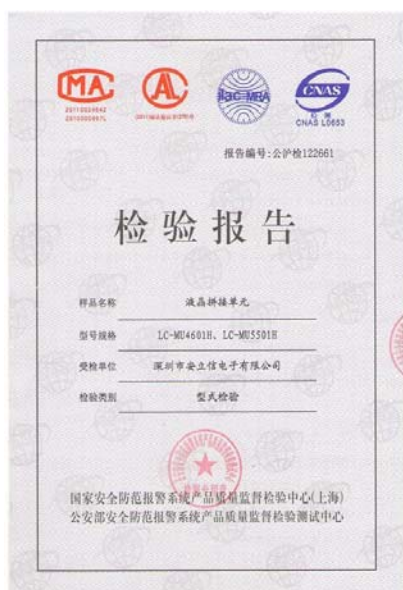 MA
AL
ilac-MRA
CNAS
检测
CNAS L0653
报告编号:公沪检122661
检验报告
样品名称 液晶拼接单元
型号规格 LC-MU4601H、LC-MU5501H
受检单位 深圳市安立信电子有限公司
检验类别 型式检验
国家安全防范报警系统产品质量监督检验中心(上海)
公安部安全防范报警系统产品质量监督检验测试中心